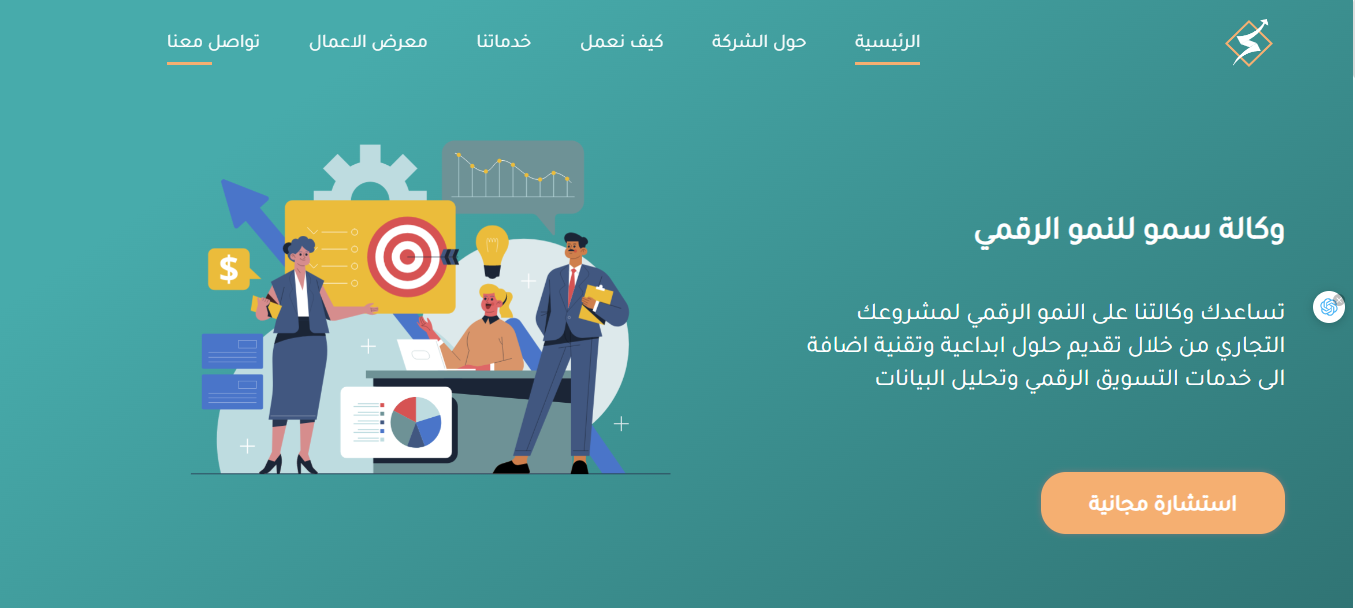 الرئيسية
حول الشركة
كيف نعمل
خدماتنا
معرض الاعمال
تواصل معنا
وكالة سمو للنمو الرقمي
تساعدك وكالتنا على النمو الرقمي لمشروعك
التجاري من خلال تقديم حلول ابداعية وتقنية اضافة
الى خدمات التسويق الرقمي وتحليل البيانات
استشارة مجانية
$